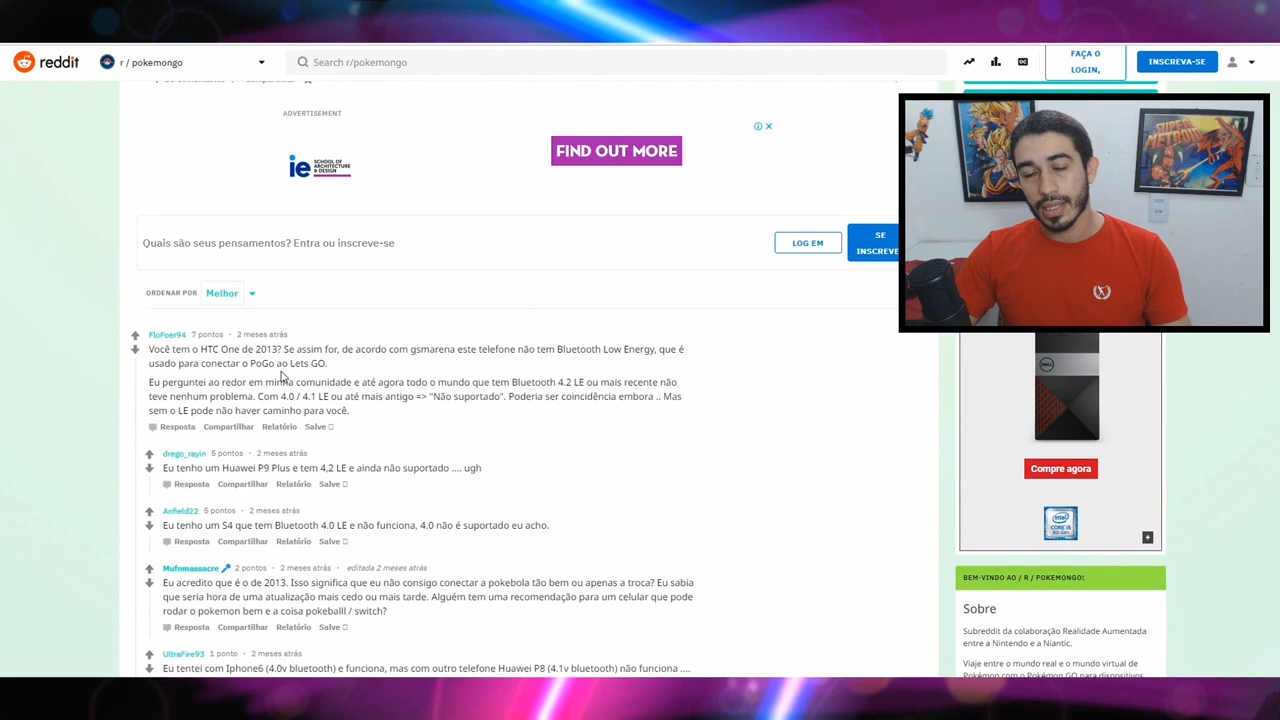 reddit
r / pokemongo
Search r/pokemongo
FAÇA O
LOGIN,
INSCREVA-SE
ADVERTISEMENT
ie SCHOOL OF
ARCHITECTURE
& DESIGN
FIND OUT MORE
SUPER
METROID
Quais são seus pensamentos? Entra ou inscreve-se
LOG EM
SE
INSCREVE
ORDENAR POR Melhor
FloFoer94 7 pontos · 2 meses atrás
Você tem o HTC One de 2013? Se assim for, de acordo com gsmarena este telefone não tem Bluetooth Low Energy, que é
usado para conectar o PoGo ao Lets GO.
Eu perguntei ao redor em minha comunidade e até agora todo o mundo que tem Bluetooth 4.2 LE ou mais recente não
teve nenhum problema. Com 4.0 / 4.1 LE ou até mais antigo => "Não suportado". Poderia ser coincidência embora .. Mas
sem o LE pode não haver caminho para você.
Resposta Compartilhar Relatório Salve
drego_rayin 5 pontos · 2 meses atrás
Eu tenho um Huawei P9 Plus e tem 4,2 LE e ainda não suportado .... ugh
Resposta Compartilhar Relatório Salve
Anfield22 5 pontos · 2 meses atrás
Eu tenho um S4 que tem Bluetooth 4.0 LE e não funciona, 4.0 não é suportado eu acho.
Resposta Compartilhar Relatório Salve
Mufnmassacre 2 pontos · 2 meses atrás · editada 2 meses atrás
Eu acredito que é o de 2013. Isso significa que eu não consigo conectar a pokebola tão bem ou apenas a troca? Eu sabia
que seria hora de uma atualização mais cedo ou mais tarde. Alguém tem uma recomendação para um celular que pode
rodar o pokemon bem e a coisa pokeballl / switch?
Resposta Compartilhar Relatório Salve
UltraFire93 1 ponto · 2 meses atrás
Eu tentei com Iphone6 (4.0v bluetooth) e funciona, mas com outro telefone Huawei P8 (4.1v bluetooth) não funciona ....
DELL
Compre agora
intel
CORE i5
BEM-VINDO AO / R / POKEMONGO!
Sobre
Subreddit da colaboração Realidade Aumentada
entre a Nintendo e a Niantic.
Viaje entre o mundo real e o mundo virtual de
Pokémon com o Pokémon GO para dispositivos